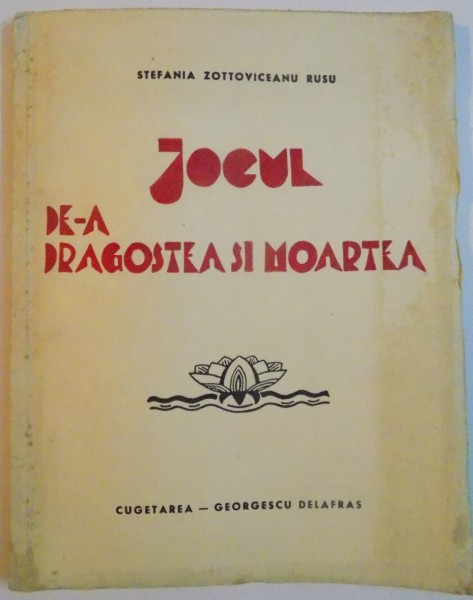 STEFANIA ZOTTOVICEANU RUSU
JOCUL
DE-A
DRAGOSTEA SI MOARTEA
CUGETAREA — GEORGESCU DELAFRAS